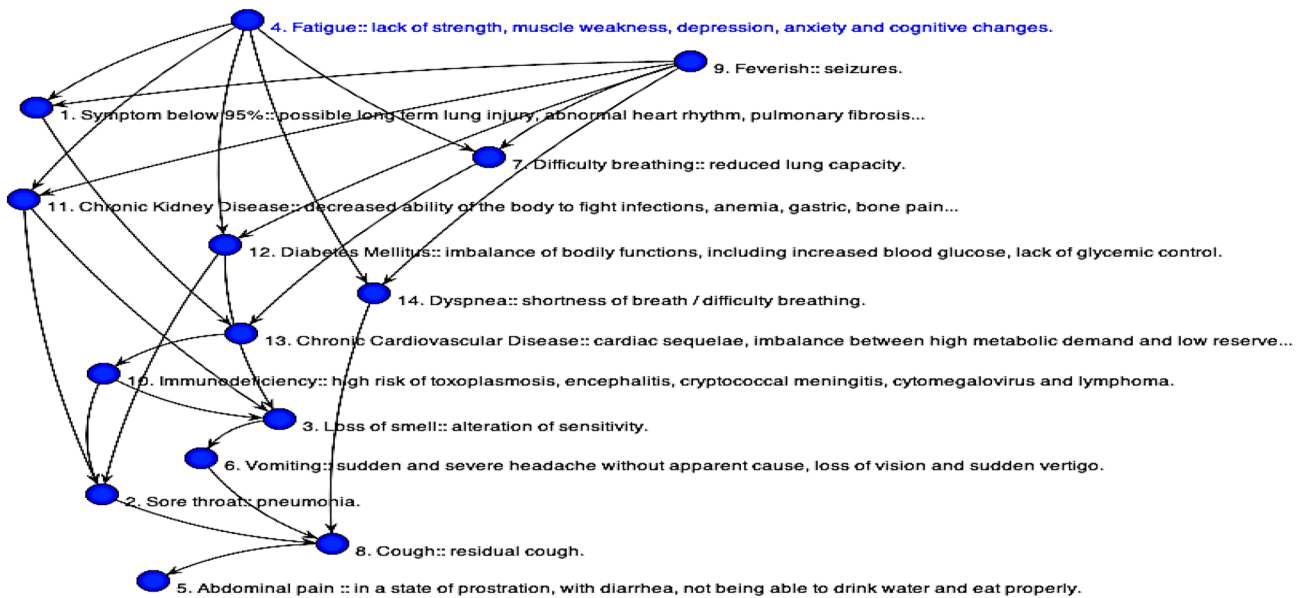 4. Fatigue:: lack of strength, muscle weakness, depression, anxiety and cognitive changes.
9. Feverish:: seizures.
1. Symptom below 95%:: possible long term lung injury, abnormal heart rhythm, pulmonary fibrosis...
7. Difficulty breathing:: reduced lung capacity.
11. Chronic Kidney Disease:: decreased ability of the body to fight infections, anemia, gastric, bone pain...
12. Diabetes Mellitus:: imbalance of bodily functions, including increased blood glucose, lack of glycemic control.
14. Dyspnea:: shortness of breath / difficulty breathing.
13. Chronic Cardiovascular Disease:: cardiac sequelae, imbalance between high metabolic demand and low reserve...
10. Immunodeficiency:: high risk of toxoplasmosis, encephalitis, cryptococcal meningitis, cytomegalovirus and lymphoma.
3. Loss of smell:: alteration of sensitivity.
6. Vomiting:: sudden and severe headache without apparent cause, loss of vision and sudden vertigo.
2. Sore throat:: pneumonia.
8. Cough:: residual cough.
5. Abdominal pain :: in a state of prostration, with diarrhea, not being able to drink water and eat properly.